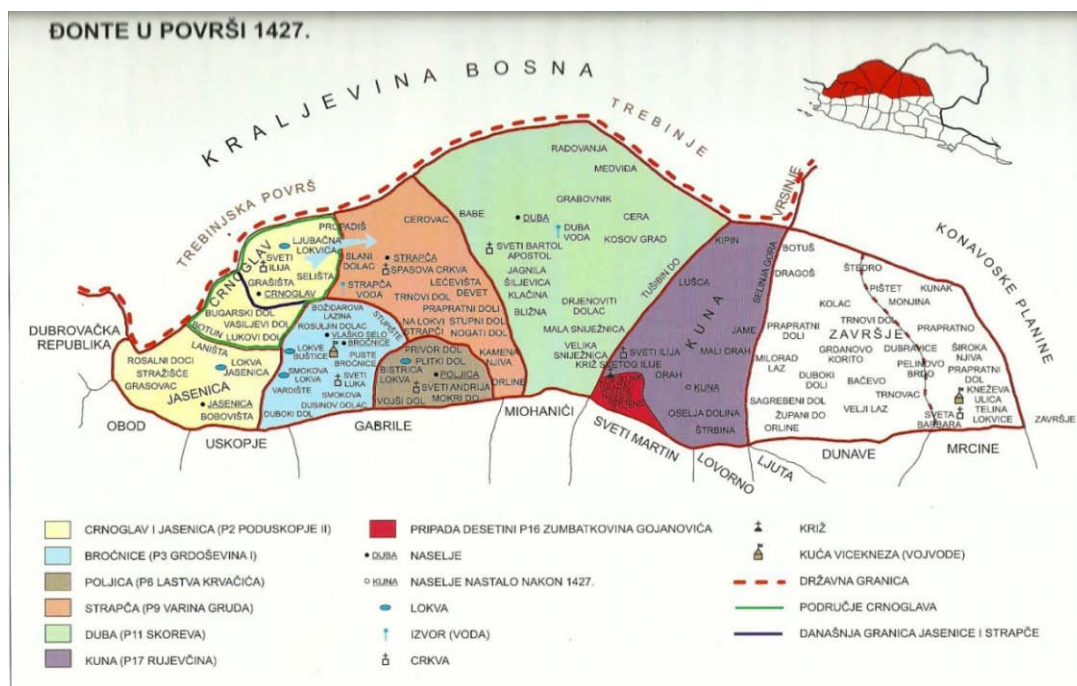 ĐONTE U POVRŠI 1427.
KRALJEVINA BOSNA
TREBINJE
TREBINJSKA POVRŠ
VRSINJE
KONAVOSKE PLANINE
DUBROVAČKA
REPUBLIKA
RADOVANJA
MEDVIĐA
GRABOVNIK
BABE
DUBA
CERA
DUBA
VODA
KOSOV GRAD
SVETI BARTOL
APOSTOL
JAGNILA
ŠILJEVICA
KLAČINA
BLIŽNA
DRJENOVITI
DOLAC
TUŠIBIN DO
MALA SNIJEŽNICA
VELIKA
SNIJEŽNICA
KRIŽ SVETOG ILIJA
PROPADIŠ
CEROVAC
SLANI
DOLAC
STRAPČA
SPASOVA CRKVA
STRAPČA
VODA
LEĆEVIŠTA
TRNOVI DOL
DEVET
PRAPRATNI DOLI
NA LOKVI
STRAPČI
STUPNI DOL
NOGATI DOL
KAMENA
NJIVA
ORLINE
STUPIŠTE
LJUBAČNA
LOKVICA
SVETI
ILIJA
SELIŠTA
GRAŠIŠTA
CRNOGLAV
CRNOGLAV
BUGARSKI DOL
BOTUN
VASILJEVI DOL
LUKOVI DOL
LANIŠTA
ROSALNI DOCI
STRAŽIŠĆE
GRASOVAC
LOKVA
JASENICA
JASENICA
JASENICA
BOBOVIŠTA
BOŽIDAROVA
LAZINA
ROSULJIN DOLAC
VLAŠKO SELO
BROČNICE
LOKVE
BUŠTICE
PUSTE
BROČNICE
SMOKOVA
LOKVA
VARDIŠTE
SVETI
LUKA
SMOKOVA
DUSINOV DOLAC
DUBOKI DOL
PRIVOR DOL
PLITKI DOL
BISTRICA
LOKVA
POLJICA
SVETI ANDRIJA
VOJŠI DOL
MOKRI DO
KIPIN
LUŠCA
SELINJA GORA
KUNA
JAME
SVETI ILIJA
MALI ORAH
ORAH
KUNA
OSELJA DOLINA
ŠTRBINA
BOTUŠ
DRAGOŠ
ŠTEDRO
PIŠTET
KUNAK
MONJINA
KOLAC
TRNOVI DOL
PRAPRATNI
DOLI
ZAVRŠJE
PRAPRATNO
GRDANOVO
KORITO
DUBRAVICE
MILORAD
LAZ
PELINOVO
BRDO
ŠIROKA
NJIVA
DUBOKI
DOLI
BAČEVO
PRAPRATNI
DOL
TRNOVAC
KNEŽEVA
ULICA
SAGREBENI DOL
VELJI LAZ
ŽUPANI DO
ORLINE
SVETA
BARBARA
TELINA
LOKVICE
ZAVRŠJE
OBOD
USKOPJE
GABRILE
MIOHANIĆI
SVETI MARTIN
LOVORNO
LJUTA
DUNAVE
MRCINE
CRNOGLAV I JASENICA (P2 PODUSKOPJE II)
BROĆNICE (P3 GRDOŠEVINA I)
POLJICA (P6 LASTVA KRVAČIĆA)
STRAPČA (P9 VARINA GRUDA)
DUBA (P11 SKOREVA)
KUNA (P17 RUJEVČINA)
PRIPADA DESETINI P16 ZUMBATKOVINA GOJANOVIĆA
DUBA NASELJE
KUNA NASELJE NASTALO NAKON 1427.
LOKVA
IZVOR (VODA)
CRKVA
KRIŽ
KUĆA VICEKNEZA (VOJVODE)
DRŽAVNA GRANICA
PODRUČJE CRNOGLAVA
DANAŠNJA GRANICA JASENICE I STRAPČE